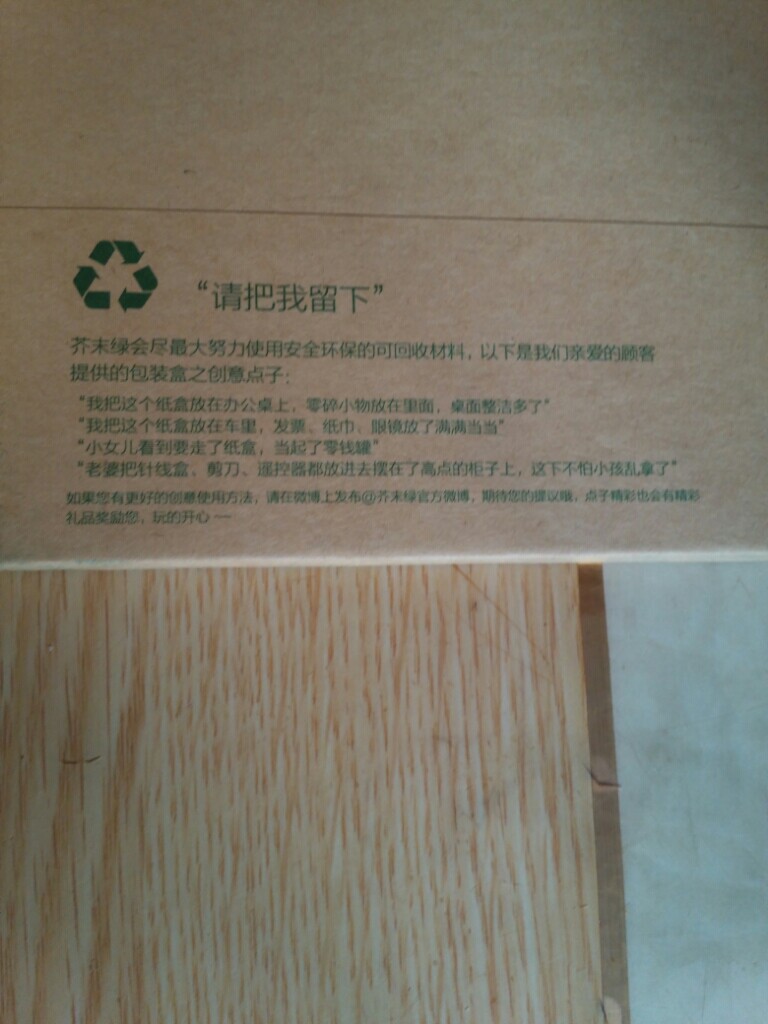 “请把我留下”
芥末绿会尽最大努力使用安全环保的可回收材料，以下是我们亲爱的顾客
提供的包装盒之创意点子：
“我把这个纸盒放在办公桌上，零碎小物放在里面，桌面整洁多了”
“我把这个纸盒放在车里，发票、纸巾、眼镜放了满满当当”
“小女儿看到要走了纸盒，当起了零钱罐”
“老婆把针线盒、剪刀、遥控器都放进去摆在了高点的柜子上，这下不怕小孩乱拿了”
如果您有更好的创意使用方法，请在微博上发布@芥末绿官方微博，期待您的提议哦，点子精彩也会有精彩
礼品奖励您，玩的开心 —